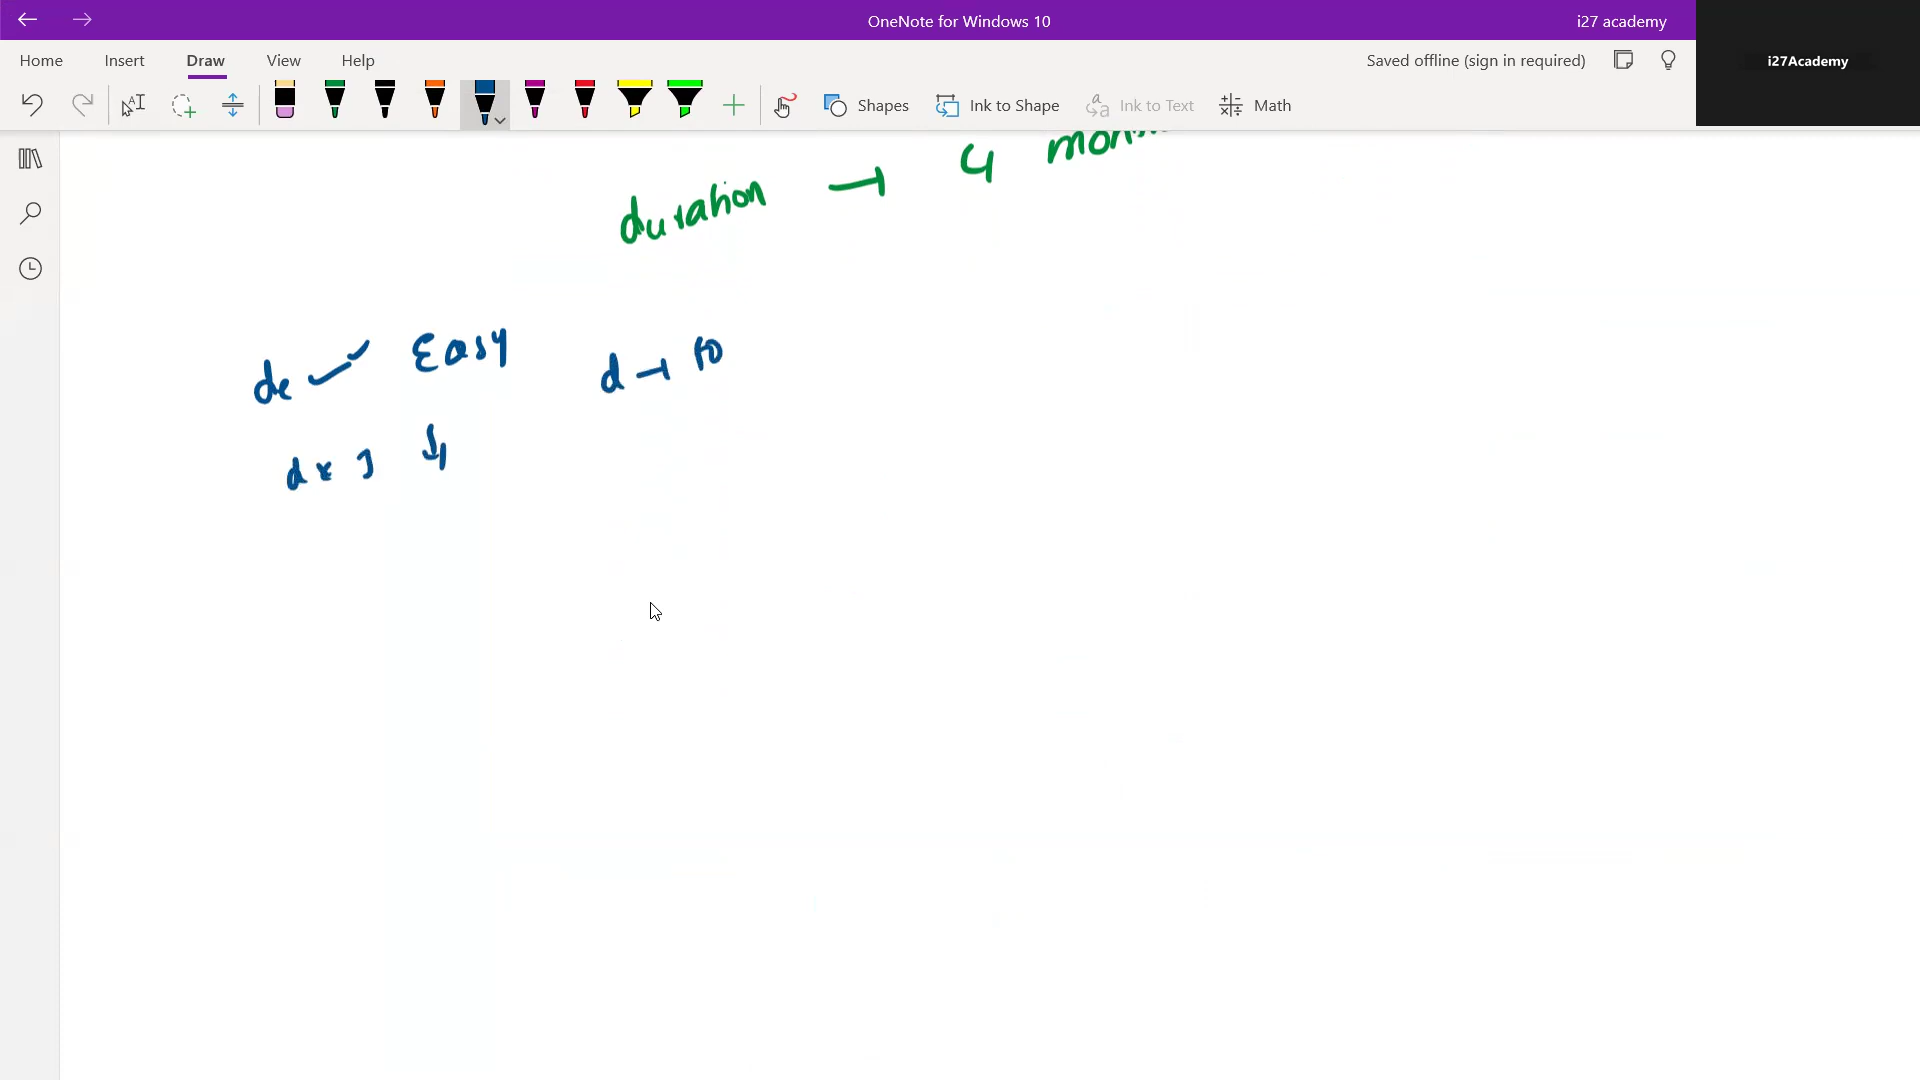 OneNote for Windows 10
i27 academy
Home Insert Draw View Help
Saved offline (sign in required)
i27Academy
Shapes Ink to Shape Ink to Text Math
duration → 4
de ✓ Easy d → 10
d x